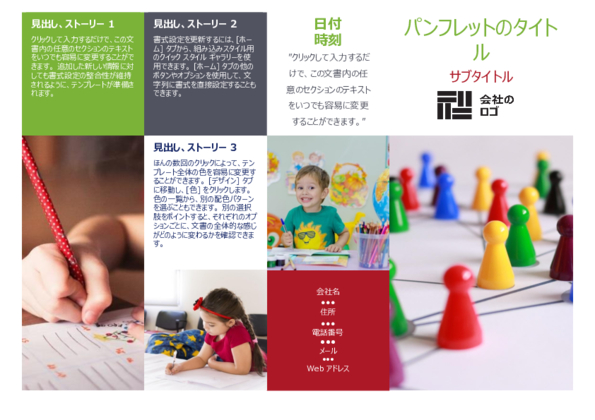 見出し、ストーリー 1
クリックして入力するだけで、この文
書内の任意のセクションのテキスト
をいつでも容易に変更することがで
きます。 追加した新しい情報に対
しても書式設定の整合性が維持
されるように、テンプレートが準備さ
れます。
見出し、ストーリー 2
書式設定を更新するには、[ホー
ム] タブから、組み込みスタイル用
のクイック スタイル ギャラリーを使
用できます。 [ホーム] タブの他の
ボタンやオプションを使用して、文
字列に書式を直接設定することも
できます。
見出し、ストーリー 3
ほんの数回のクリックによって、テン
プレート全体の色を容易に変更す
ることができます。 [デザイン] タブ
に移動し、[色] をクリックします。
色の一覧から、別の配色パターン
を選ぶこともできます。 別の選択
肢をポイントすると、それぞれのオプ
ションごとに、文書の全体的な感じ
がどのように変わるかを確認できま
す。
日付
時刻
"クリックして入力するだ
けで、この文書内の任
意のセクションのテキスト
をいつでも容易に変更
することができます。"
会社名
住所
電話番号
メール
Web アドレス
パンフレットのタイト
ル
サブタイトル
会社の
ロゴ